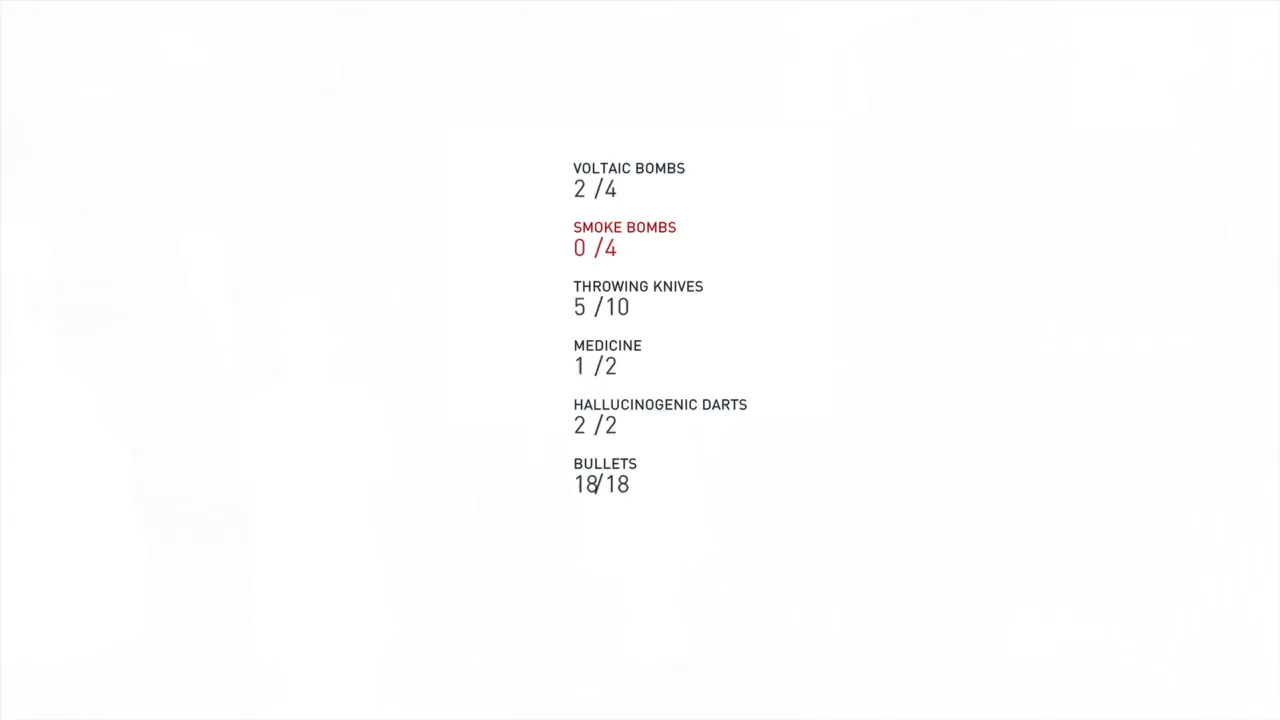 VOLTAIC BOMBS
2 /4
SMOKE BOMBS
0 /4
THROWING KNIVES
5 /10
MEDICINE
1 /2
HALLUCINOGENIC DARTS
2 /2
BULLETS
18/18